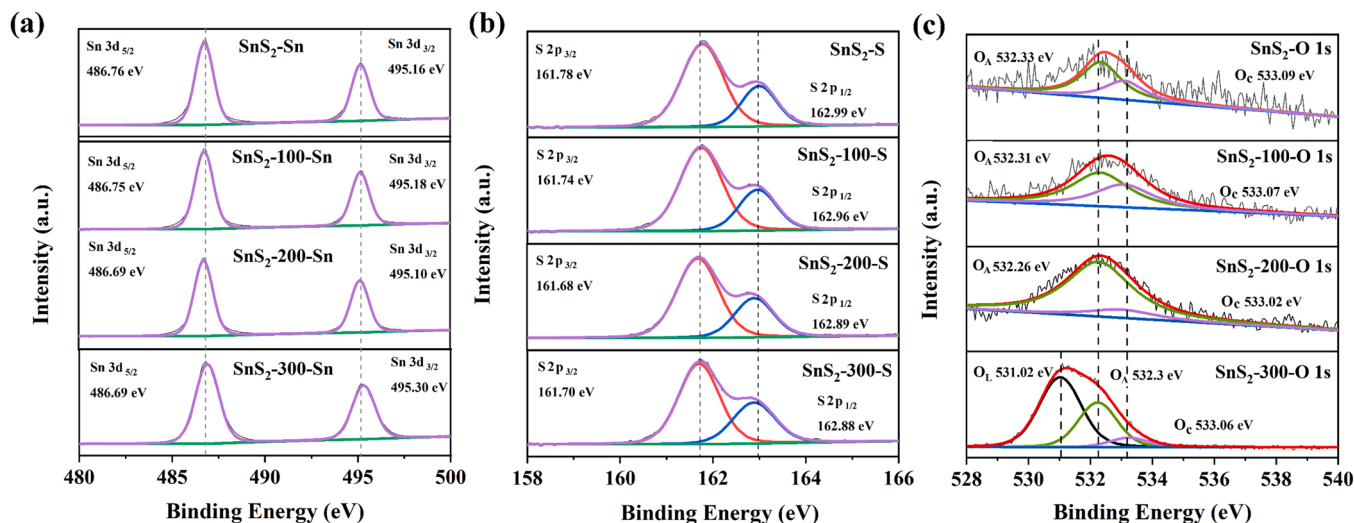 (a)
Intensity (a.u.)
Sn 3d 5/2
486.76 eV
SnS2-Sn
Sn 3d 3/2
495.16 eV
Sn 3d 5/2
486.75 eV
SnS2-100-Sn
Sn 3d 3/2
495.18 eV
Sn 3d 5/2
486.69 eV
SnS2-200-Sn
Sn 3d 3/2
495.10 eV
Sn 3d 5/2
486.69 eV
SnS2-300-Sn
Sn 3d 3/2
495.30 eV
480 485 490 495 500
Binding Energy (eV)
(b)
Intensity (a.u.)
S 2p 3/2
161.78 eV
SnS2-S
S 2p 1/2
162.99 eV
S 2p 3/2
161.74 eV
SnS2-100-S
S 2p 1/2
162.96 eV
S 2p 3/2
161.68 eV
SnS2-200-S
S 2p 1/2
162.89 eV
S 2p 3/2
161.70 eV
SnS2-300-S
S 2p 1/2
162.88 eV
158 160 162 164 166
Binding Energy (eV)
(c)
Intensity (a.u.)
SnS2-O 1s
OA 532.33 eV
OC 533.09 eV
SnS2-100-O 1s
OA 532.31 eV
OC 533.07 eV
SnS2-200-O 1s
OA 532.26 eV
OC 533.02 eV
OL 531.02 eV
OA 532.3 eV
SnS2-300-O 1s
OC 533.06 eV
528 530 532 534 536 538 540
Binding Energy (eV)